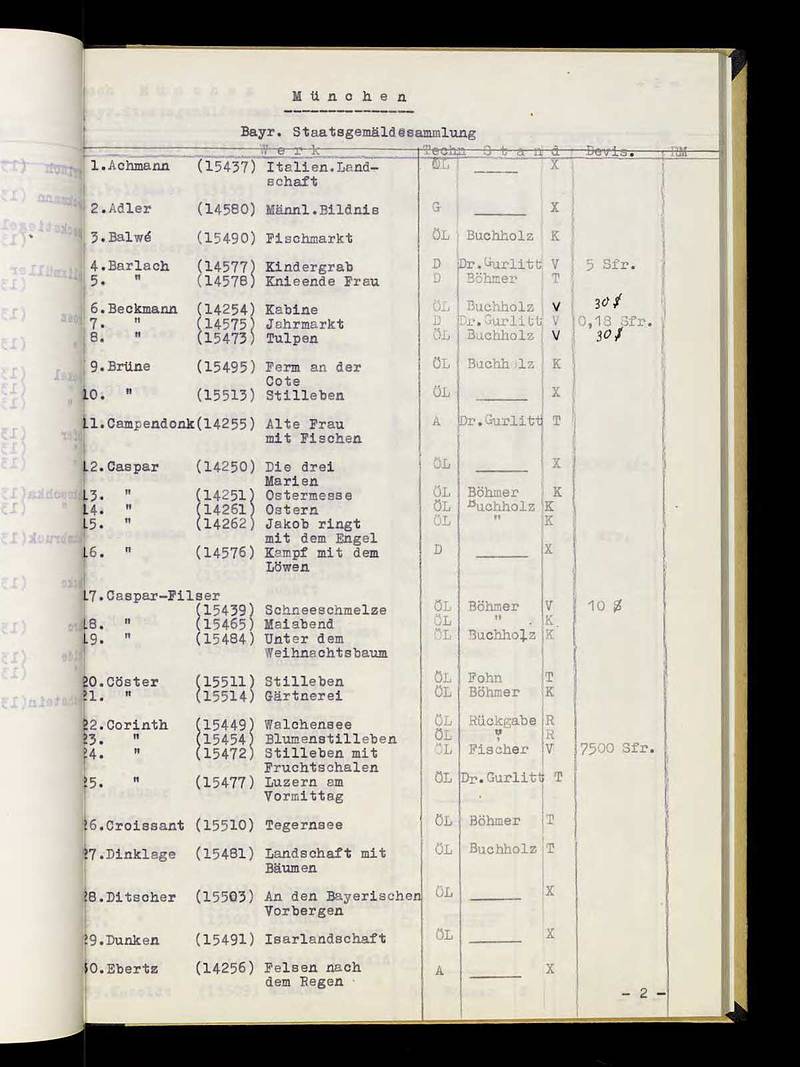 München
Bayr. Staatsgemäldesammlung
Werk Techn Stand Devis. RM
1.Achmann (15437) Italien.Land- ÖL X
schaft
2.Adler (14580) Männl.Bildnis G X
3.Balwé (15490) Fischmarkt ÖL Buchholz K
4.Barlach (14577) Kindergrab D Dr.Gurlitt V 5 Sfr.
5. " (14578) Knieende Frau D Böhmer T
6.Beckmann (14254) Kabine ÖL Buchholz V 30 $
7. " (14575) Jahrmarkt D Dr.Gurlitt V 0,18 Sfr.
8. " (15473) Tulpen ÖL Buchholz V 30 $
9.Brüne (15495) Ferm an der ÖL Buchholz K
Cote
10. " (15513) Stilleben ÖL X
11.Campendonk(14255) Alte Frau A Dr.Gurlitt T
mit Fischen
12.Caspar (14250) Die drei ÖL X
Marien
13. " (14251) Ostermesse ÖL Böhmer K
14. " (14261) Ostern ÖL Buchholz K
15. " (14262) Jakob ringt ÖL " K
mit dem Engel
16. " (14576) Kampf mit dem D X
Löwen
17.Caspar-Filser
(15439) Schneeschmelze ÖL Böhmer V 10 $
18. " (15465) Maiabend ÖL " K
19. " (15484) Unter dem ÖL Buchholz K
Weihnachtsbaum
20.Cöster (15511) Stilleben ÖL Fohn T
21. " (15514) Gärtnerei ÖL Böhmer K
22.Corinth (15449) Walchensee ÖL Rückgabe R
23. " (15454) Blumenstilleben ÖL " R
24. " (15472) Stilleben mit ÖL Fischer V 7500 Sfr.
Fruchtschalen
25. " (15477) Luzern am ÖL Dr.Gurlitt T
Vormittag
26.Croissant (15510) Tegernsee ÖL Böhmer T
27.Dinklage (15481) Landschaft mit ÖL Buchholz T
Bäumen
28.Ditscher (15503) An den Bayerischen ÖL X
Vorbergen
29.Dunken (15491) Isarlandschaft ÖL X
30.Ebertz (14256) Felsen nach A X
dem Regen
- 2 -